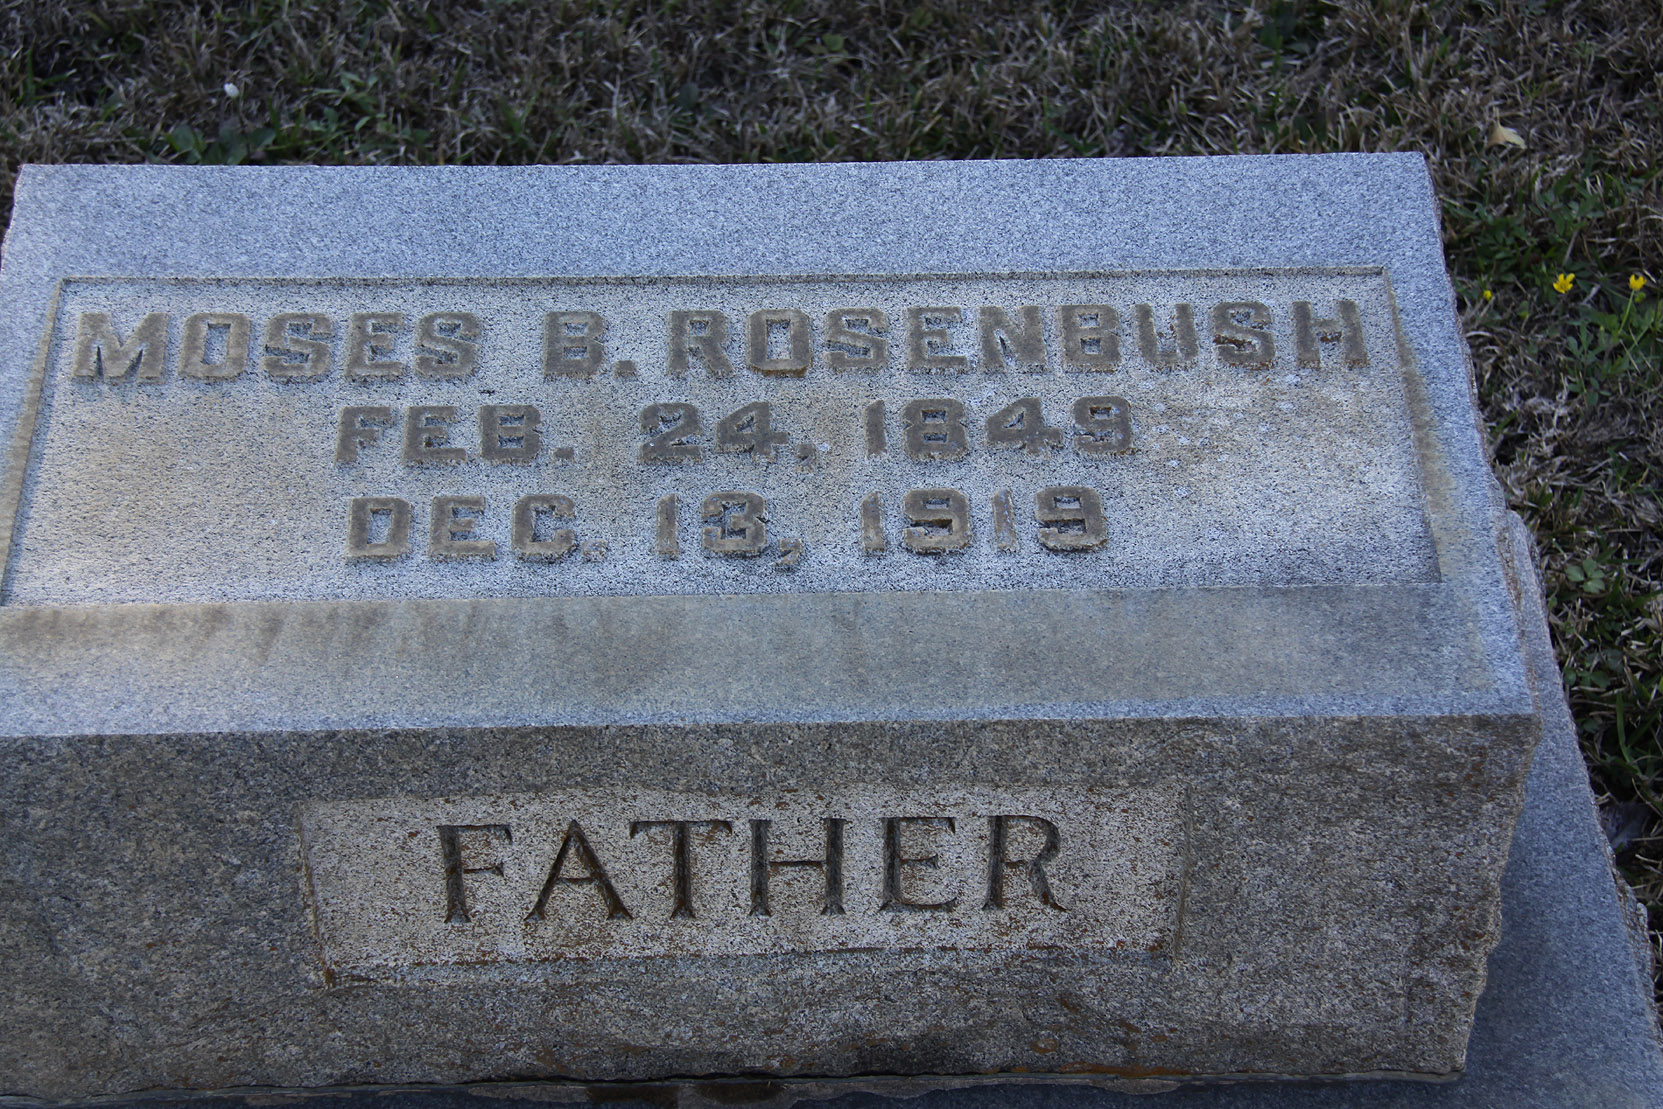 MOSES B. ROSENBUSH
FEB. 24, 1849
DEC. 13, 1919
FATHER